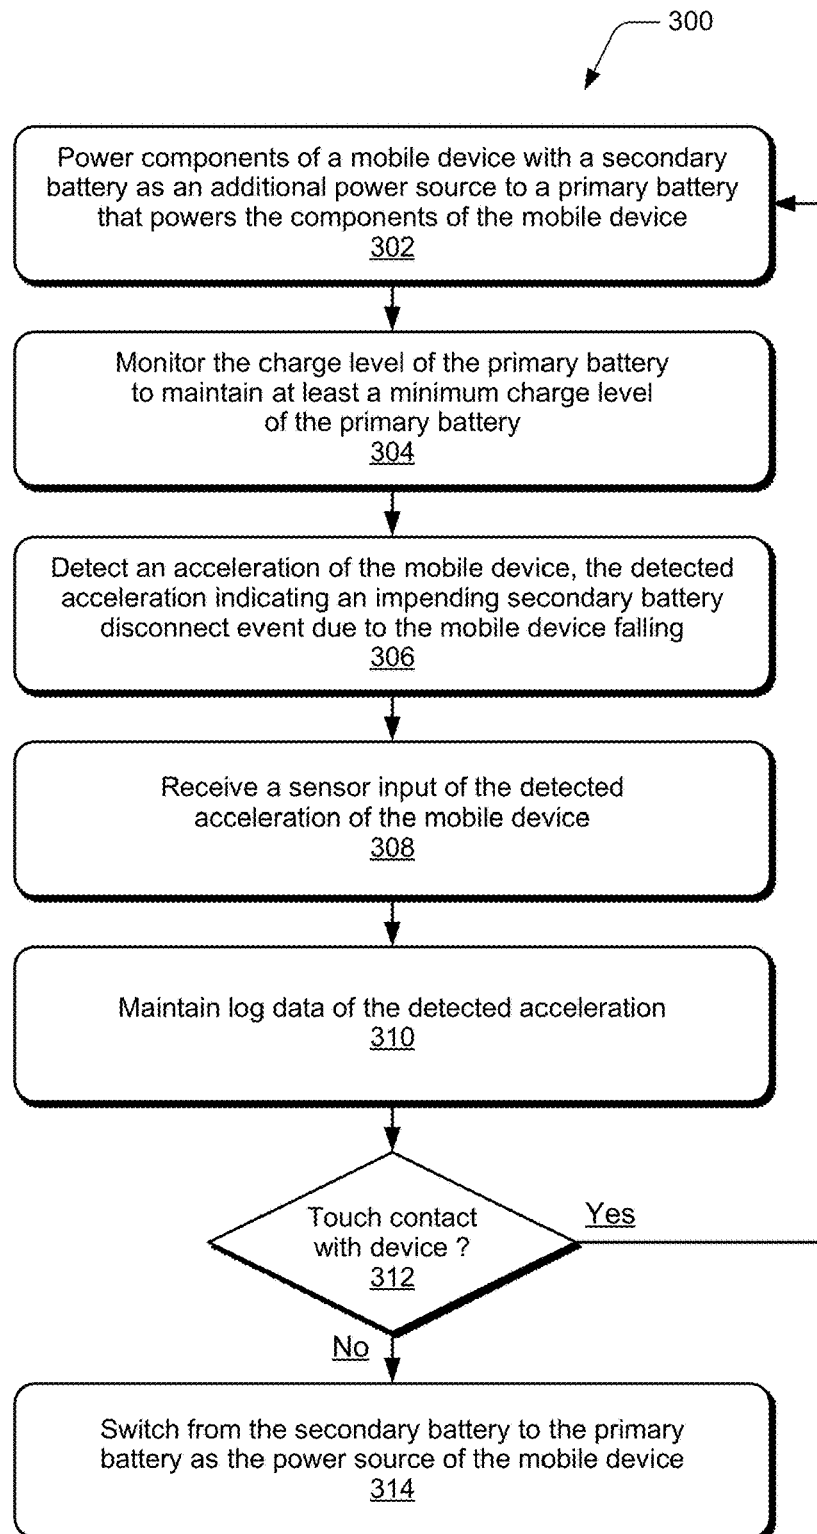 300
Power components of a mobile device with a secondary
battery as an additional power source to a primary battery
that powers the components of the mobile device
302
Monitor the charge level of the primary battery
to maintain at least a minimum charge level
of the primary battery
304
Detect an acceleration of the mobile device, the detected
acceleration indicating an impending secondary battery
disconnect event due to the mobile device falling
306
Receive a sensor input of the detected
acceleration of the mobile device
308
Maintain log data of the detected acceleration
310
Touch contact
with device ?
312
Yes
No
Switch from the secondary battery to the primary
battery as the power source of the mobile device
314